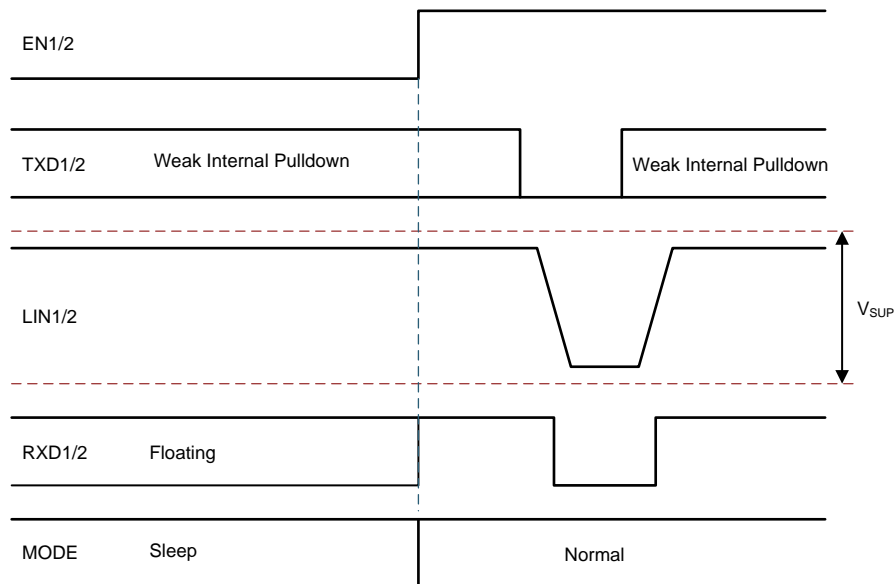 EN1/2
TXD1/2 Weak Internal Pulldown Weak Internal Pulldown
LIN1/2
VSUP
RXD1/2 Floating
MODE Sleep Normal